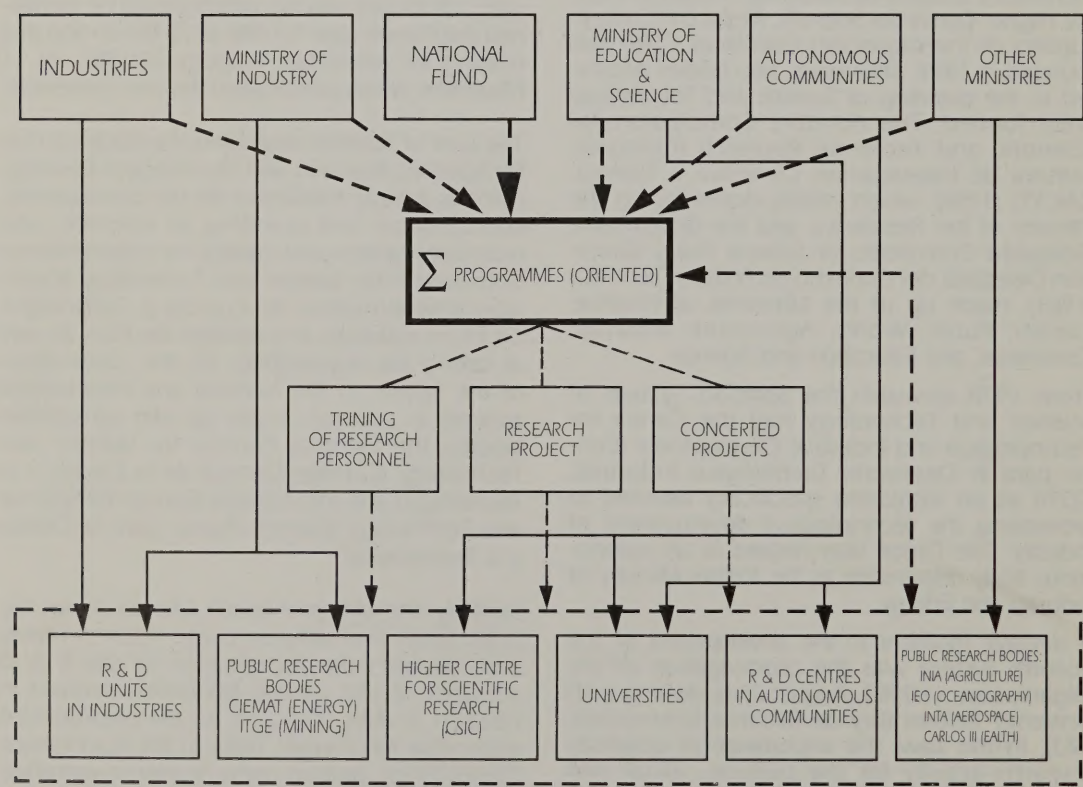 INDUSTRIES
MINISTRY OF
INDUSTRY
NATIONAL
FUND
MINISTRY OF
EDUCATION
&
SCIENCE
AUTONOMOUS
COMMUNITIES
OTHER
MINISTRIES
∑ PROGRAMMES (ORIENTED)
TRINING
OF RESEARCH
PERSONNEL
RESEARCH
PROJECT
CONCERTED
PROJECTS
R & D
UNITS
IN INDUSTRIES
PUBLIC RESERACH
BODIES
CIEMAT (ENERGY)
ITGE (MINING)
HIGHER CENTRE
FOR SCIENTIFIC
RESEARCH
(CSIC)
UNIVERSITIES
R & D CENTRES
IN AUTONOMOUS
COMMUNITIES
PUBLIC RESEARCH BODIES:
INIA (AGRICULTURE)
IEO (OCEANOGRAPHY)
INTA (AEROSPACE)
CARLOS III (EALTH)